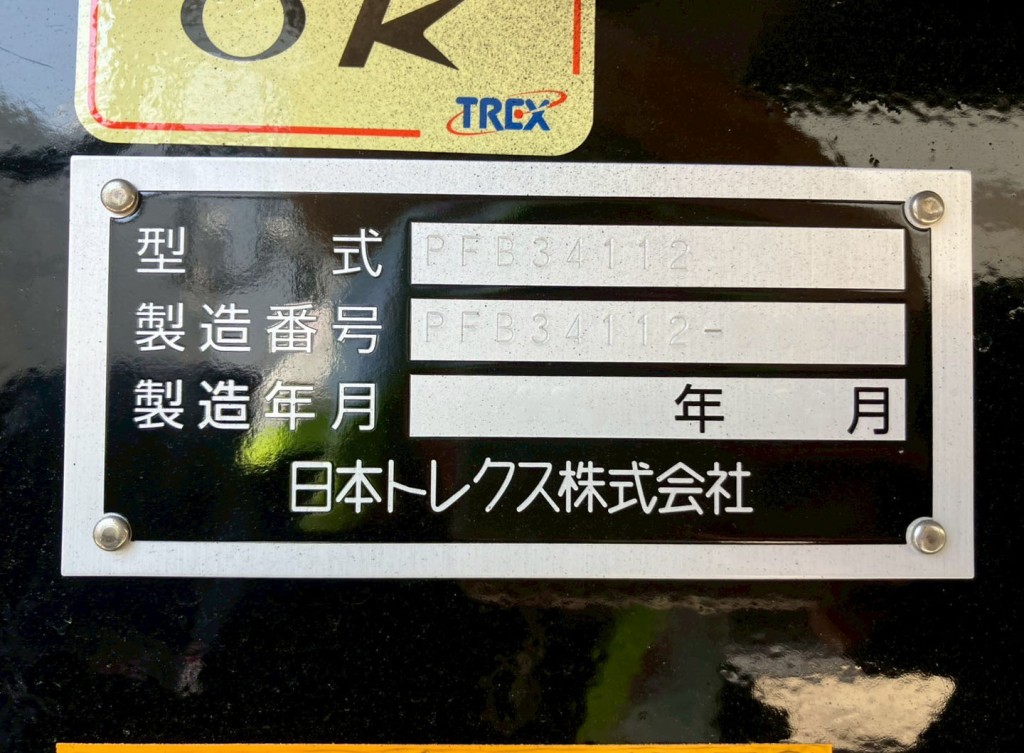 OK
TREX
型式 PFB34112
製造番号 PFB34112-
製造年月 年 月
日本トレクス株式会社